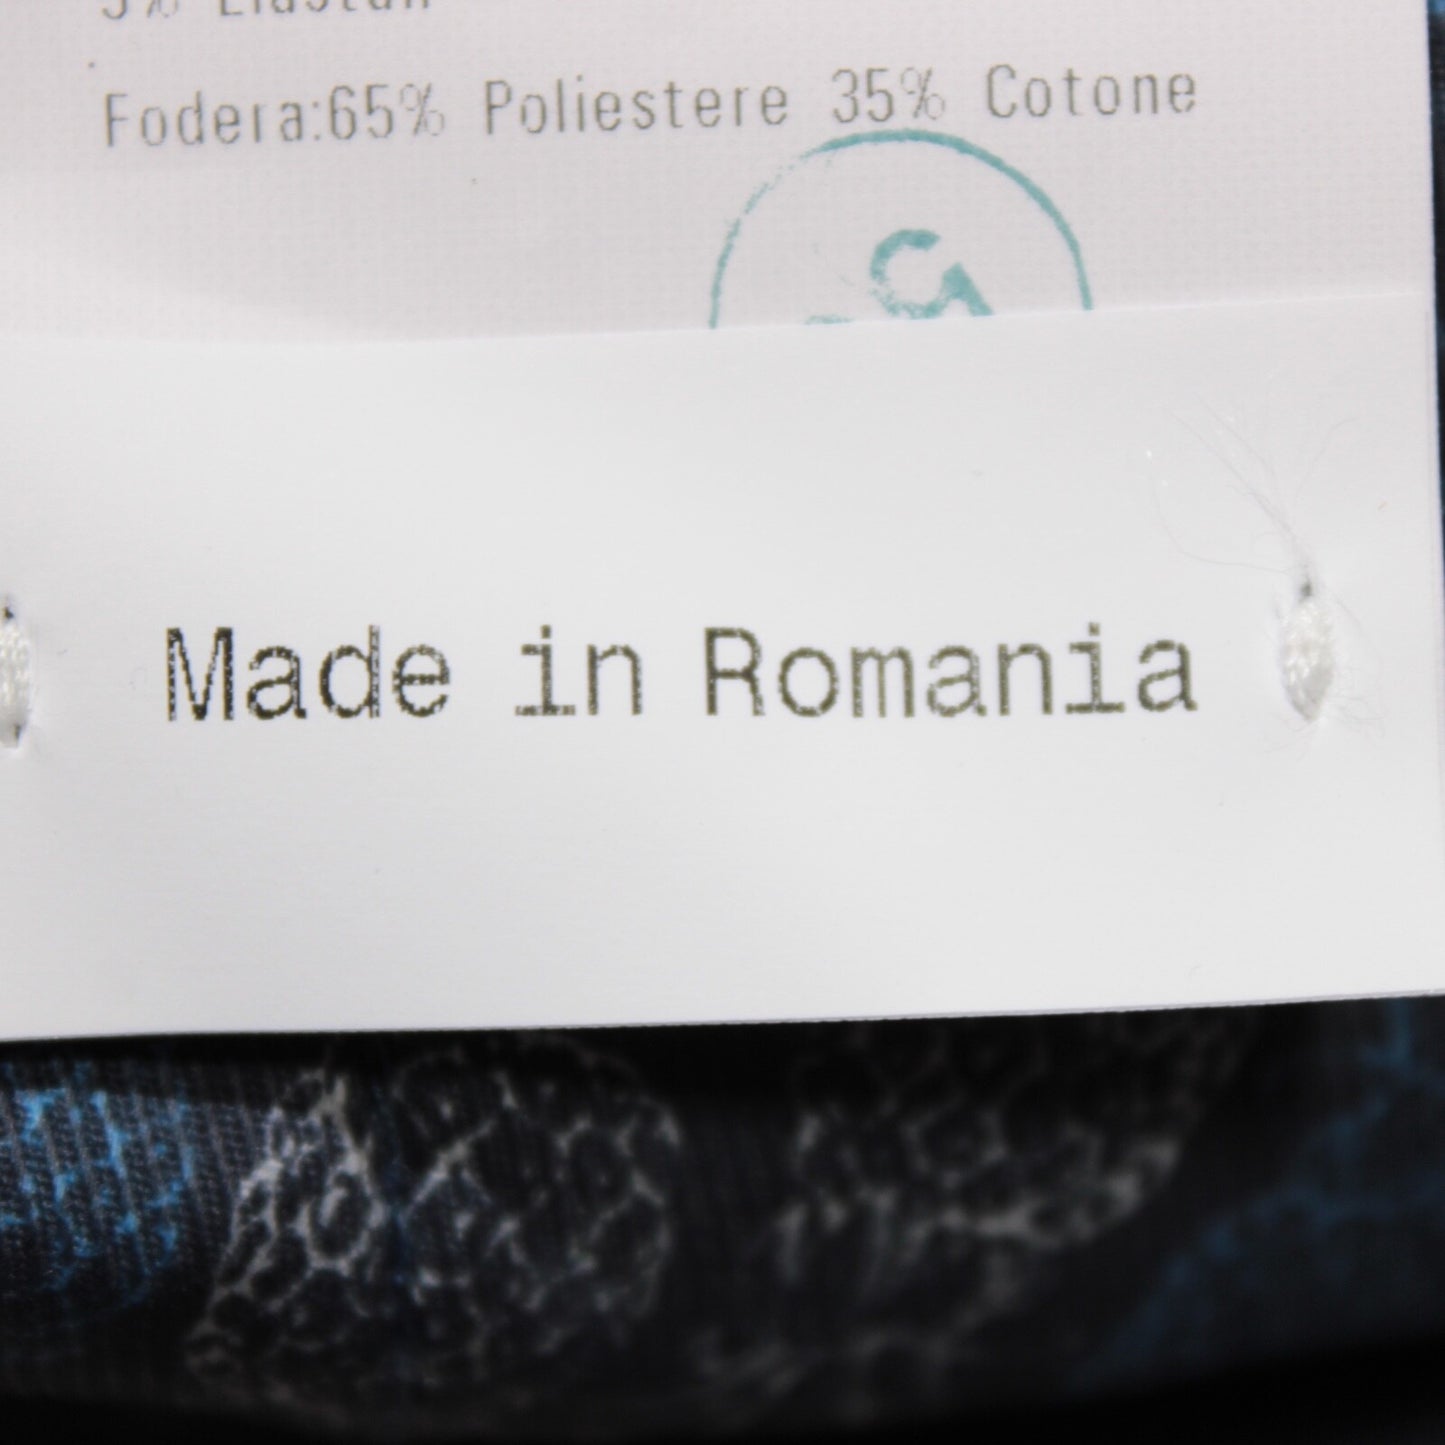 Fodera:65% Poliestere 35% Cotone
Made in Romania